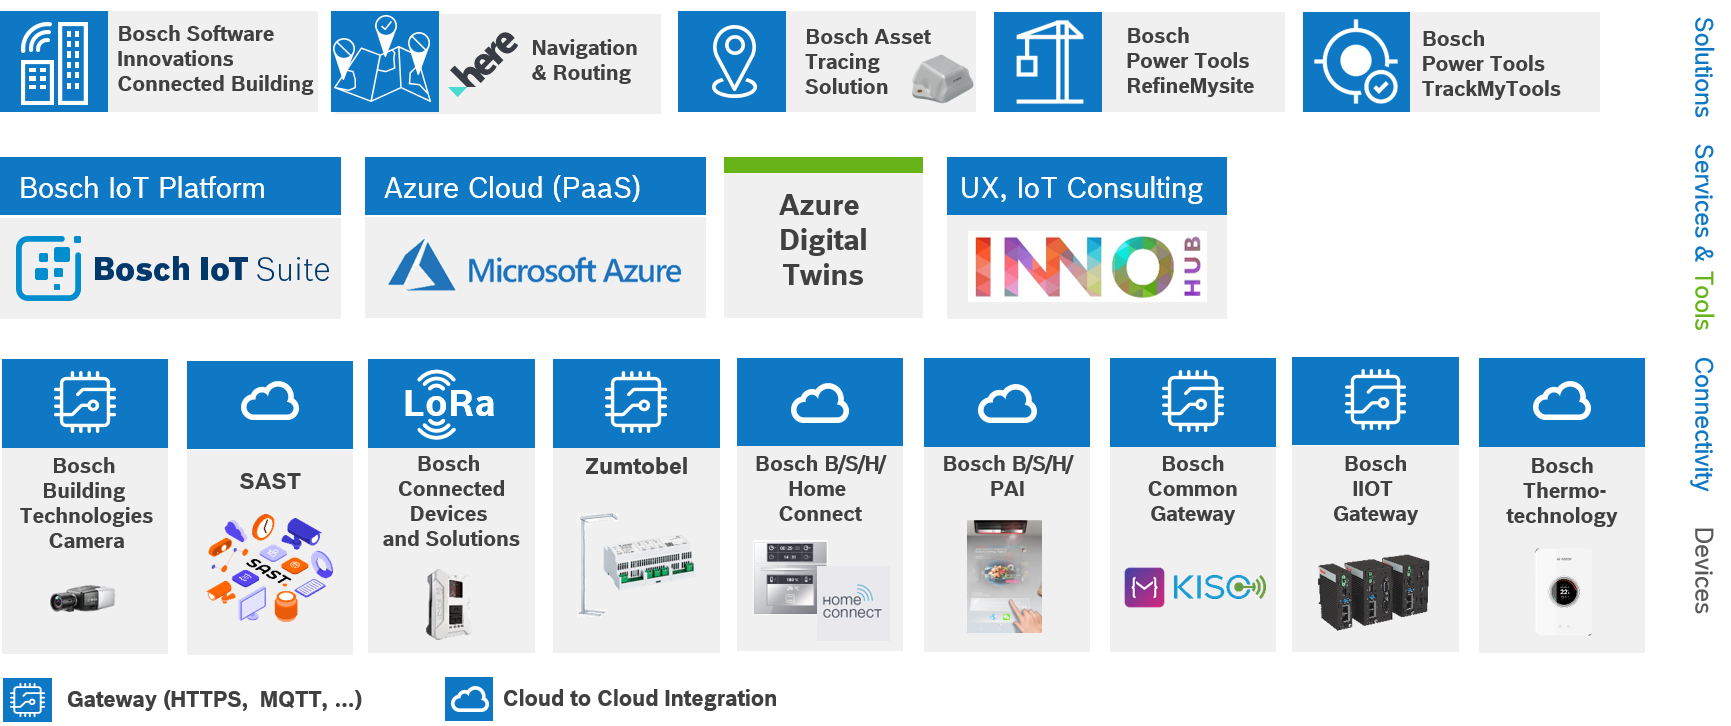 Bosch Software
Innovations
Connected Building
here
Navigation
& Routing
Bosch Asset
Tracing
Solution
Bosch
Power Tools
RefineMysite
Bosch
Power Tools
TrackMyTools
Solutions
Bosch IoT Platform
Bosch IoT Suite
Azure Cloud (PaaS)
Microsoft Azure
Azure
Digital
Twins
UX, IoT Consulting
INNO
HUB
Services & Tools
Bosch
Building
Technologies
Camera
SAST
SAST
LoRa
Bosch
Connected
Devices
and Solutions
Zumtobel
Bosch B/S/H/
Home
Connect
HOME
CONNECT
Bosch B/S/H/
PAI
Bosch
Common
Gateway
KISO
Bosch
IIOT
Gateway
Bosch
Thermo-
technology
Connectivity
Devices
Gateway (HTTPS, MQTT, ...)
Cloud to Cloud Integration